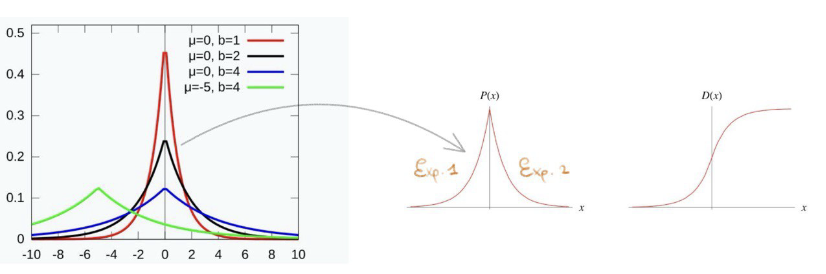 0.5
0.4
0.3
0.2
0.1
0
-10 -8 -6 -4 -2 0 2 4 6 8 10
μ=0, b=1
μ=0, b=2
μ=0, b=4
μ=-5, b=4
P(x)
Exp. 1
Exp. 2
x
D(x)
x